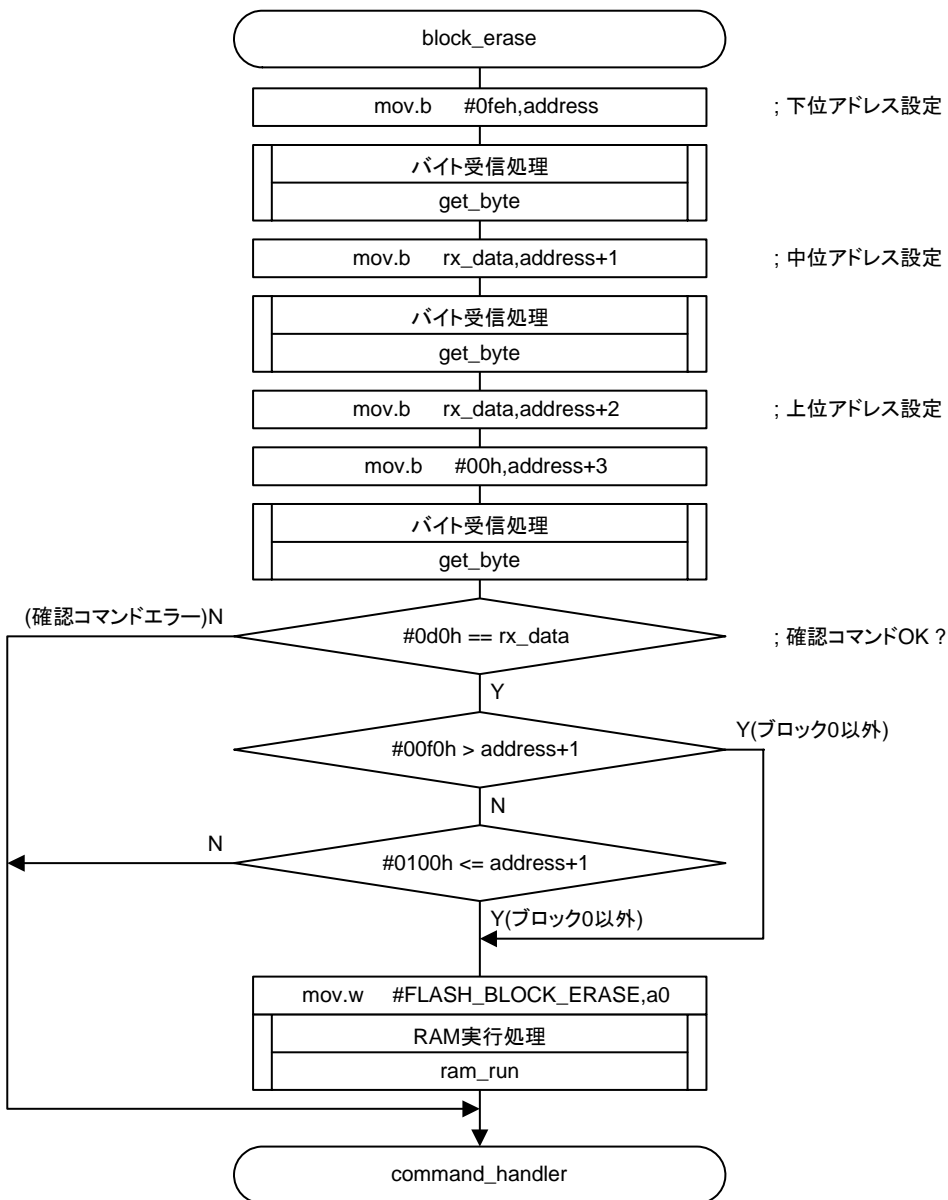 block_erase
mov.b #0feh,address ; 下位アドレス設定
バイト受信処理
get_byte
mov.b rx_data,address+1 ; 中位アドレス設定
バイト受信処理
get_byte
mov.b rx_data,address+2 ; 上位アドレス設定
mov.b #00h,address+3
バイト受信処理
get_byte
(確認コマンドエラー)N
#0d0h == rx_data ; 確認コマンドOK ?
Y
Y(ブロック0以外)
#00f0h > address+1
N
N
#0100h <= address+1
Y(ブロック0以外)
mov.w #FLASH_BLOCK_ERASE,a0
RAM実行処理
ram_run
command_handler